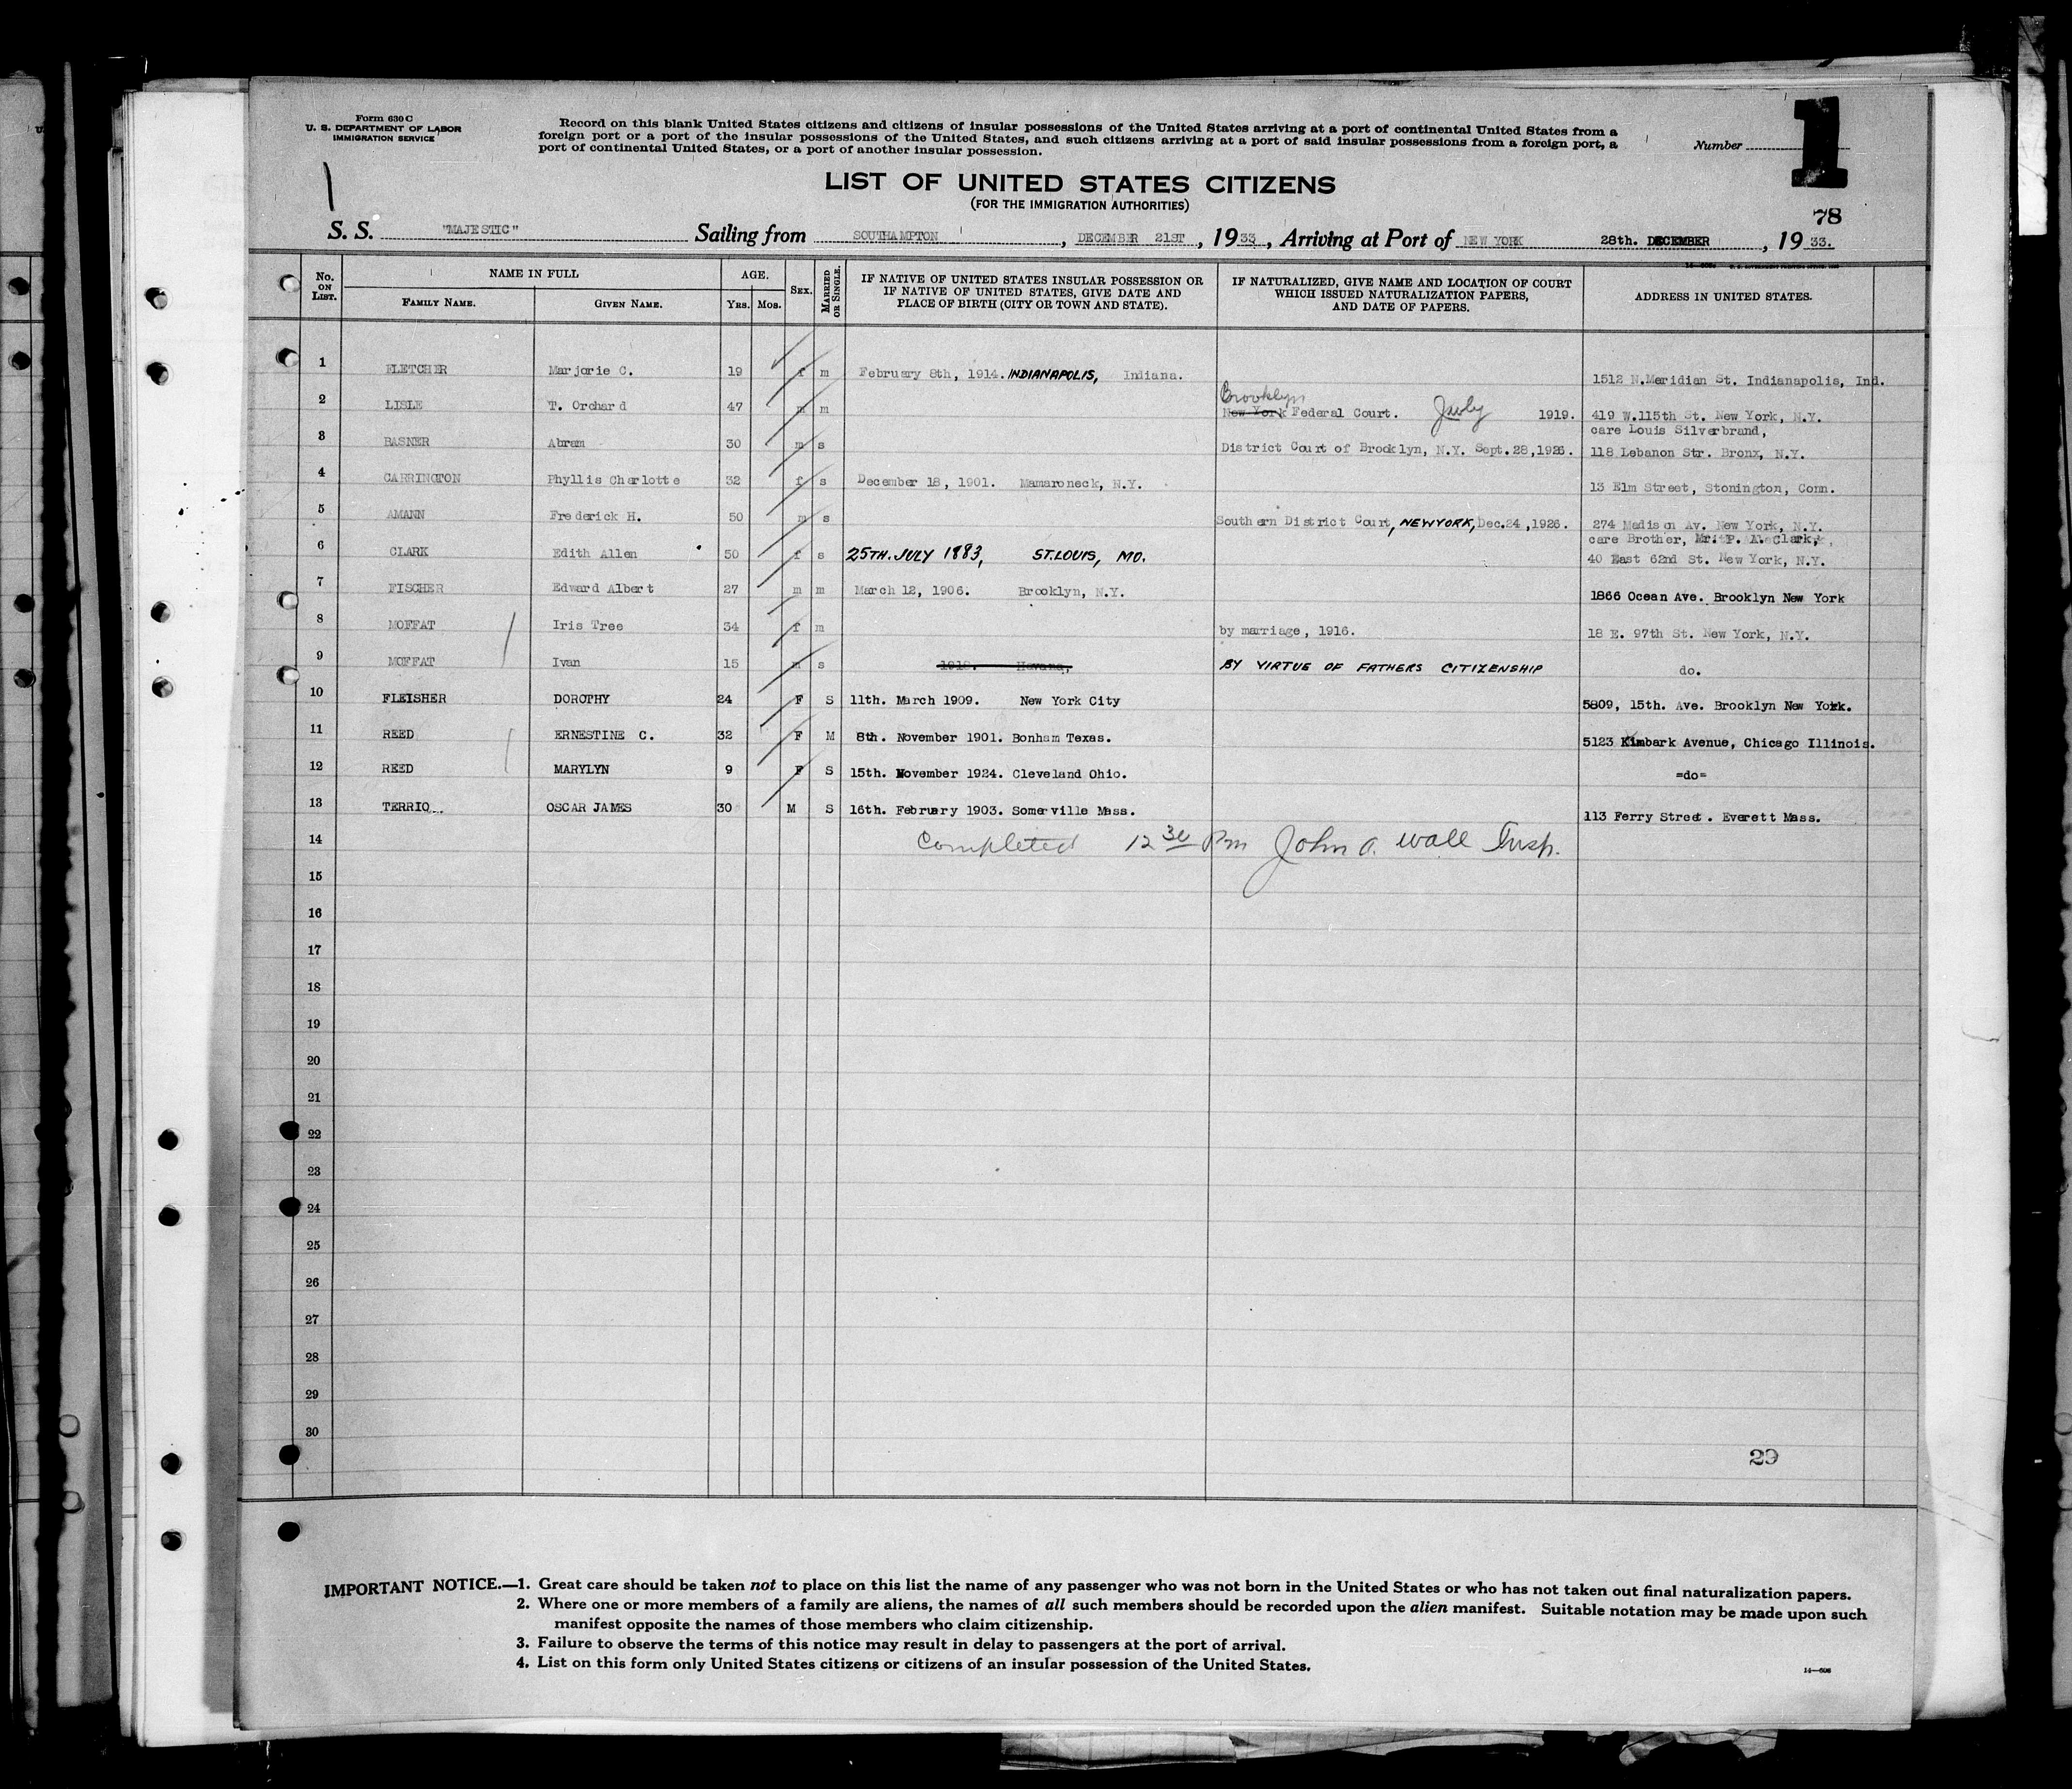 Form 630 C
U. S. DEPARTMENT OF LABOR
IMMIGRATION SERVICE
Record on this blank United States citizens and citizens of insular possessions of the United States arriving at a port of continental United States from a
foreign port or a port of the insular possessions of the United States, and such citizens arriving at a port of said insular possessions from a foreign port, a
port of continental United States, or a port of another insular possession.
Number 1
LIST OF UNITED STATES CITIZENS
(FOR THE IMMIGRATION AUTHORITIES)
78
S. S. "MAJESTIC" Sailing from SOUTHAMPTON, DECEMBER 21ST, 1933, Arriving at Port of NEW YORK 28th. DECEMBER, 1933.
No. ON LIST. NAME IN FULL AGE. SEX. MARRIED OR SINGLE. IF NATIVE OF UNITED STATES INSULAR POSSESSION OR IF NATIVE OF UNITED STATES, GIVE DATE AND PLACE OF BIRTH (CITY OR TOWN AND STATE). IF NATURALIZED, GIVE NAME AND LOCATION OF COURT WHICH ISSUED NATURALIZATION PAPERS, AND DATE OF PAPERS. ADDRESS IN UNITED STATES.
FAMILY NAME. GIVEN NAME. YRS. MOS.
1 FLETCHER Marjorie C. 19 f m February 8th, 1914. INDIANAPOLIS, Indiana. 1512 N.Meridian St. Indianapolis, Ind.
Brooklyn
2 LISLE T. Orchard 47 m m New York Federal Court. July 1919. 419 W.115th St. New York, N.Y.
care Louis Silverbrand,
3 BASNER Abram 30 m s District Court of Brooklyn, N.Y. Sept.28,1926. 118 Lebanon Str. Bronx, N.Y.
4 CARRINGTON Phyllis Charlotte 32 f s December 18, 1901. Mamaroneck, N.Y. 13 Elm Street, Stonington, Conn.
5 AMANN Frederick H. 50 m s Southern District Court, NEW YORK, Dec.24,1926. 274 Madison Av. New York, N.Y.
care Brother, Mr. P. A. Clark,
6 CLARK Edith Allen 50 f s 25TH. JULY 1883, ST. LOUIS, MO. 40 East 62nd St. New York, N.Y.
7 FISCHER Edward Albert 27 m m March 12, 1906. Brooklyn, N.Y. 1866 Ocean Ave. Brooklyn New York
8 MOFFAT Iris Tree 34 f m by marriage, 1916. 18 E. 97th St. New York, N.Y.
9 MOFFAT Ivan 15 m s 1918. Havana, BY VIRTUE OF FATHERS CITIZENSHIP do.
10 FLEISHER DOROTHY 24 F S 11th. March 1909. New York City 5809, 15th. Ave. Brooklyn New York.
11 REED ERNESTINE C. 32 F M 8th. November 1901. Bonham Texas. 5123 Kimbark Avenue, Chicago Illinois.
12 REED MARYLYN 9 F S 15th. November 1924. Cleveland Ohio. =do=
13 TERRIO OSCAR JAMES 30 M S 16th. February 1903. Somerville Mass. 113 Ferry Street. Everett Mass.
14 Completed 12 30 Pm John A. Wall Insp.
15
16
17
18
19
20
21
22
23
24
25
26
27
28
29
30
29
IMPORTANT NOTICE.—1. Great care should be taken not to place on this list the name of any passenger who was not born in the United States or who has not taken out final naturalization papers.
2. Where one or more members of a family are aliens, the names of all such members should be recorded upon the alien manifest. Suitable notation may be made upon such
manifest opposite the names of those members who claim citizenship.
3. Failure to observe the terms of this notice may result in delay to passengers at the port of arrival.
4. List on this form only United States citizens or citizens of an insular possession of the United States.